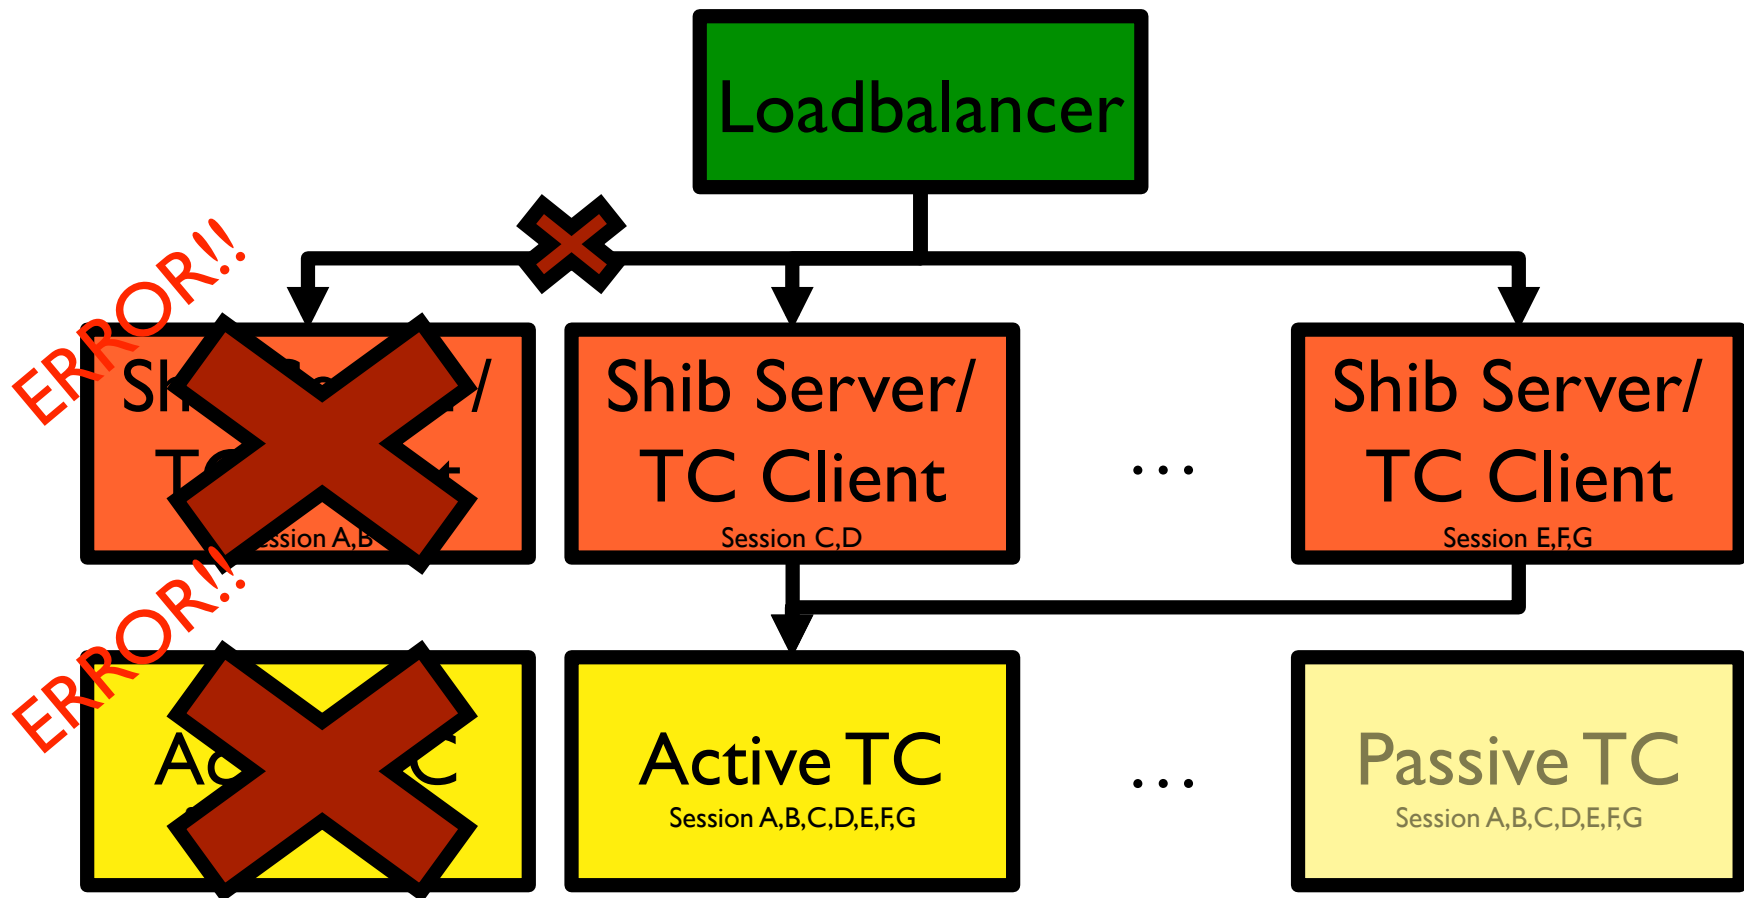 Loadbalancer
ERROR!!
Shib Server/
TC Client
Session C,D
...
Shib Server/
TC Client
Session E,F,G
Session A,B
ERROR!!
Active TC
Session A,B,C,D,E,F,G
...
Passive TC
Session A,B,C,D,E,F,G